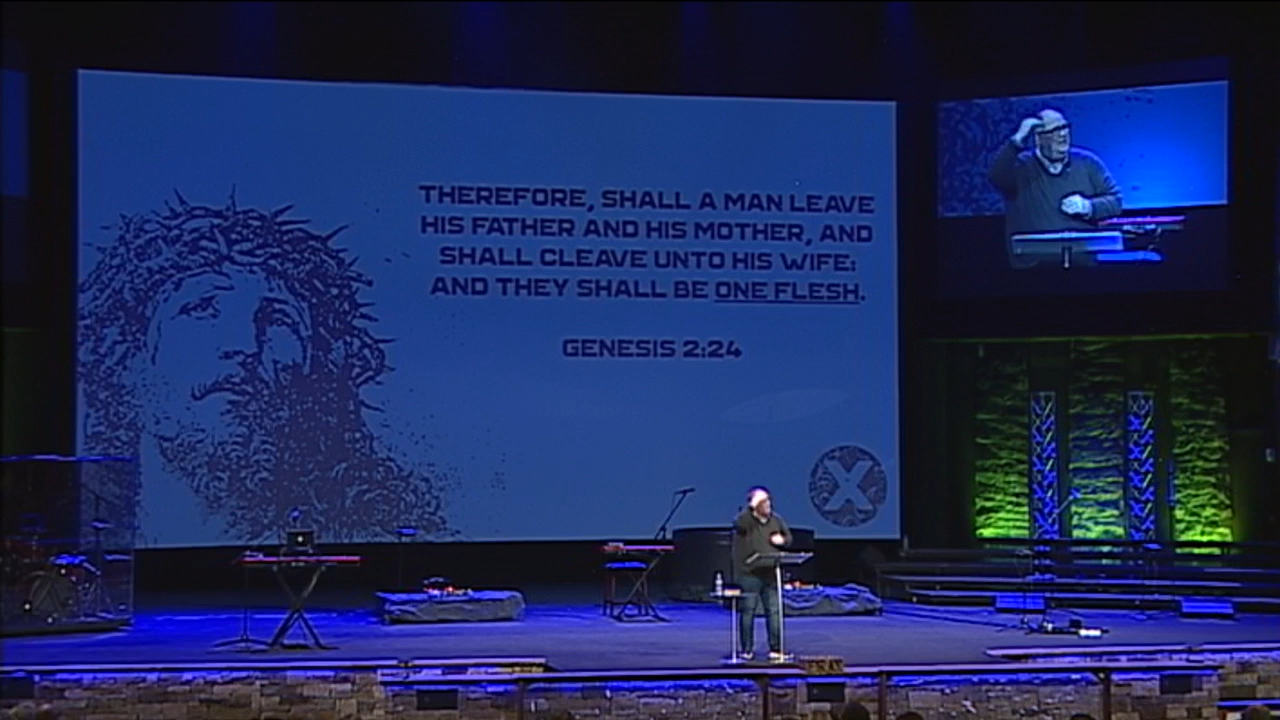 THEREFORE, SHALL A MAN LEAVE
HIS FATHER AND HIS MOTHER, AND
SHALL CLEAVE UNTO HIS WIFE:
AND THEY SHALL BE ONE FLESH.
GENESIS 2:24
X